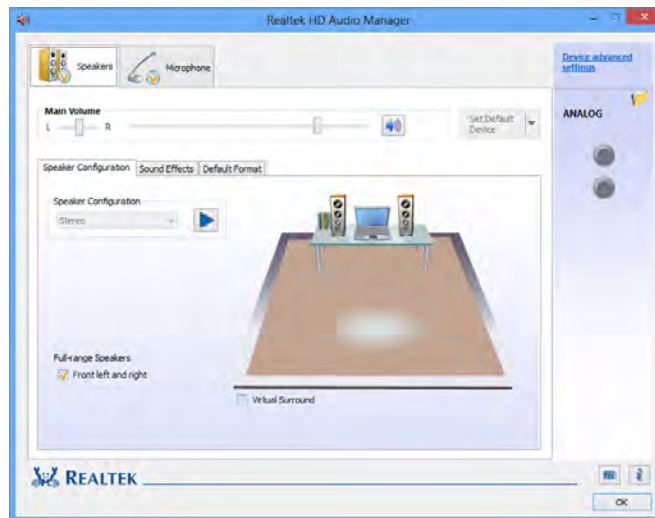 Realtek HD Audio Manager
Speakers
Microphone
Device advanced
settings
Main Volume
L
R
Set Default
Device
ANALOG
Speaker Configuration
Sound Effects
Default Format
Speaker Configuration
Stereo
Full-range Speakers
Front left and right
Virtual Surround
REALTEK
OK